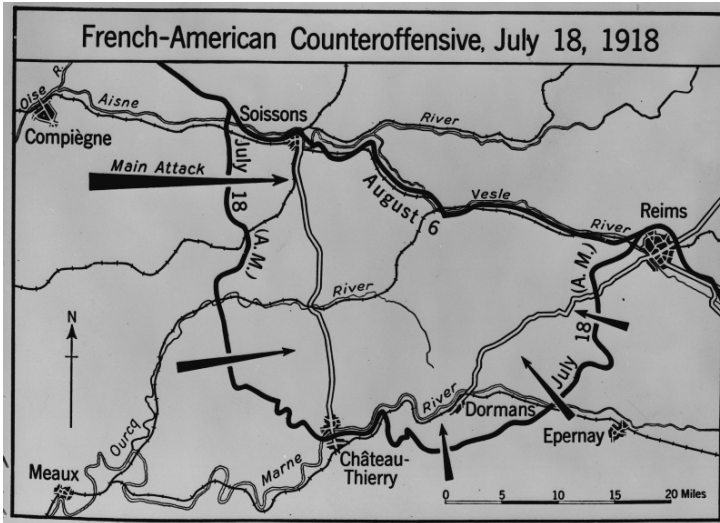 French-American Counteroffensive, July 18, 1918
Oise R.
Aisne
River
Compiègne
Soissons
Main Attack
July 18 (A.M.)
August 6
Vesle
River
Reims
(A.M.)
July 18
River
N
Ourcq
River
Dormans
Epernay
Marne
Château-
Thierry
Meaux
0 5 10 15 20 Miles